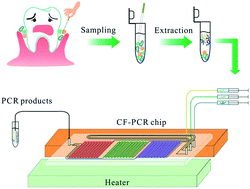 Sampling
Extraction
PCR products
CF-PCR chip
Heater